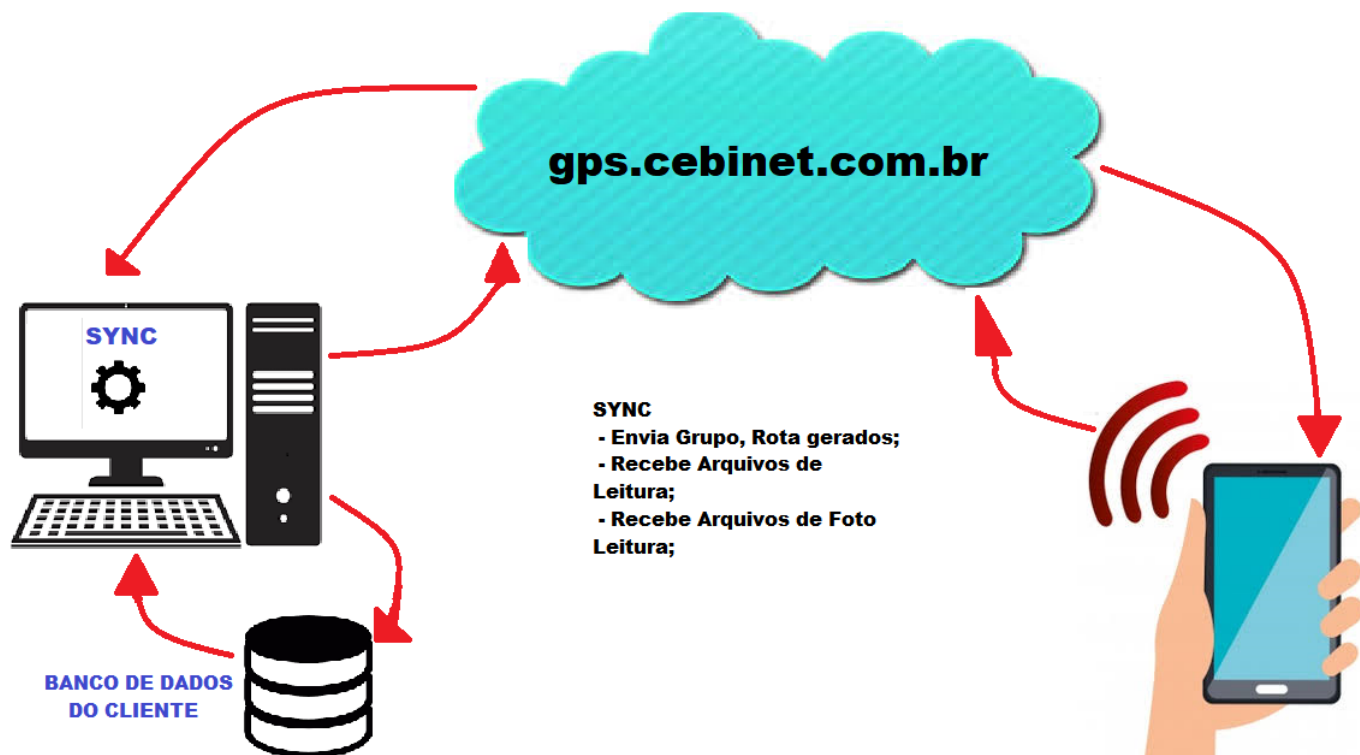 gps.cebinet.com.br
SYNC
SYNC
- Envia Grupo, Rota gerados;
- Recebe Arquivos de
Leitura;
- Recebe Arquivos de Foto
Leitura;
BANCO DE DADOS
DO CLIENTE